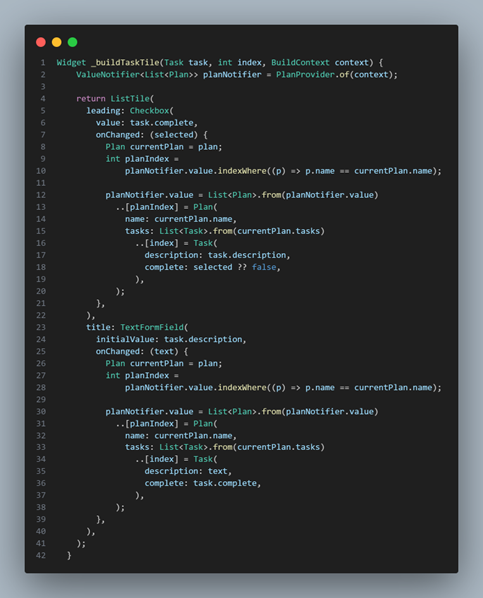 1 Widget _buildTaskTile(Task task, int index, BuildContext context) {
2 ValueNotifier<List<Plan>> planNotifier = PlanProvider.of(context);
3
4 return ListTile(
5 leading: Checkbox(
6 value: task.complete,
7 onChanged: (selected) {
8 Plan currentPlan = plan;
9 int planIndex =
10 planNotifier.value.indexWhere((p) => p.name == currentPlan.name);
11
12 planNotifier.value = List<Plan>.from(planNotifier.value)
13 ..[planIndex] = Plan(
14 name: currentPlan.name,
15 tasks: List<Task>.from(currentPlan.tasks)
16 ..[index] = Task(
17 description: task.description,
18 complete: selected ?? false,
19 ),
20 );
21 },
22 ),
23 title: TextFormField(
24 initialValue: task.description,
25 onChanged: (text) {
26 Plan currentPlan = plan;
27 int planIndex =
28 planNotifier.value.indexWhere((p) => p.name == currentPlan.name);
29
30 planNotifier.value = List<Plan>.from(planNotifier.value)
31 ..[planIndex] = Plan(
32 name: currentPlan.name,
33 tasks: List<Task>.from(currentPlan.tasks)
34 ..[index] = Task(
35 description: text,
36 complete: task.complete,
37 ),
38 );
39 },
40 ),
41 );
42 }